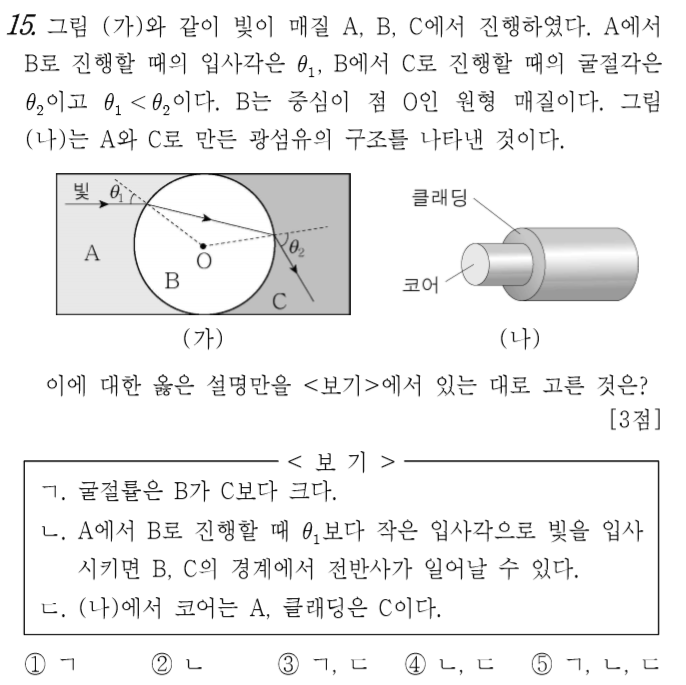 15. 그림 (가)와 같이 빛이 매질 A, B, C에서 진행하였다. A에서
B로 진행할 때의 입사각은 θ₁, B에서 C로 진행할 때의 굴절각은
θ₂이고 θ₁ < θ₂이다. B는 중심이 점 O인 원형 매질이다. 그림
(나)는 A와 C로 만든 광섬유의 구조를 나타낸 것이다.
빛 θ₁
A
B
O
θ₂
C
(가)
클래딩
코어
(나)
이에 대한 옳은 설명만을 <보기>에서 있는 대로 고른 것은?
[3점]
< 보 기 >
ㄱ. 굴절률은 B가 C보다 크다.
ㄴ. A에서 B로 진행할 때 θ₁보다 작은 입사각으로 빛을 입사
시키면 B, C의 경계에서 전반사가 일어날 수 있다.
ㄷ. (나)에서 코어는 A, 클래딩은 C이다.
① ㄱ ② ㄴ ③ ㄱ, ㄷ ④ ㄴ, ㄷ ⑤ ㄱ, ㄴ, ㄷ